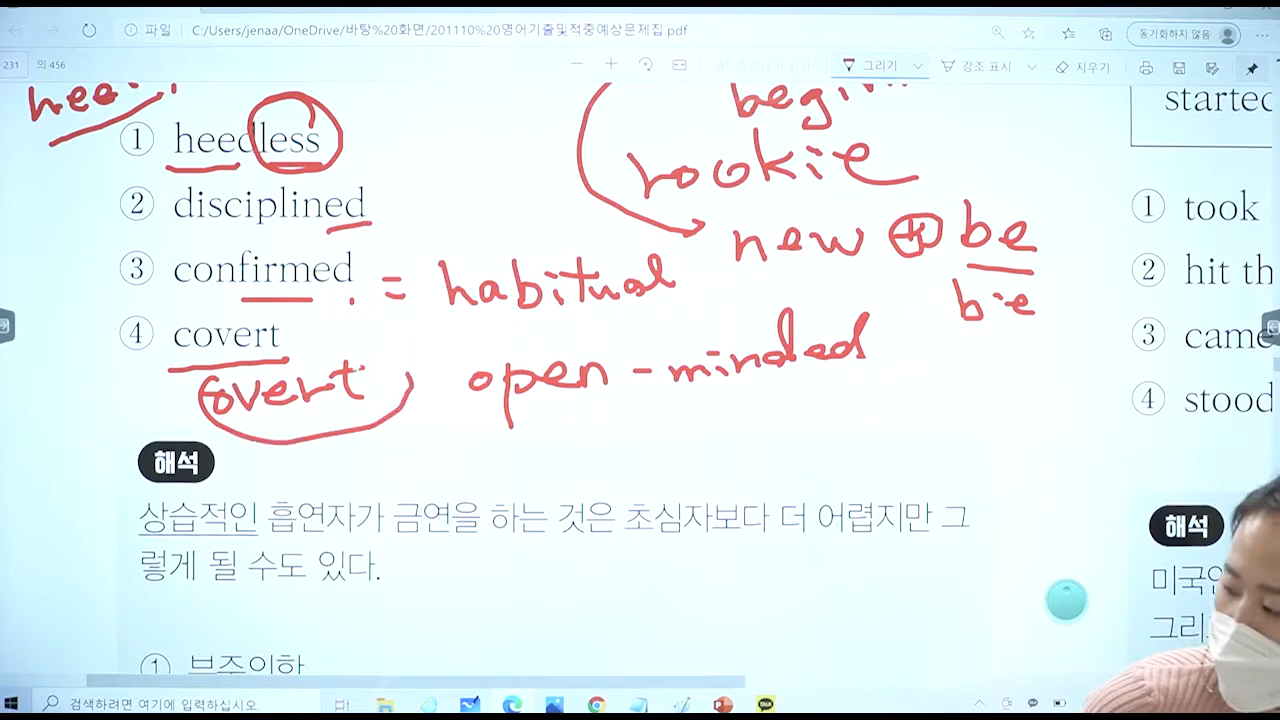 파일 C:/Users/jenaa/OneDrive/바탕%20화면/201110%20영어기출및적중예상문제집.pdf 동기화하지 않음
231 의 456 그리기 강조 표시 지우기
① heedless
② disciplined
③ confirmed = habitual
④ covert
overt open-minded
rookie
new + be
bie
해석
상습적인 흡연자가 금연을 하는 것은 초심자보다 더 어렵지만 그
렇게 될 수도 있다.
① 부주의한
started
① took
② hit th
③ came
④ stood
해석
미국인
그리
검색하려면 여기에 입력하십시오.